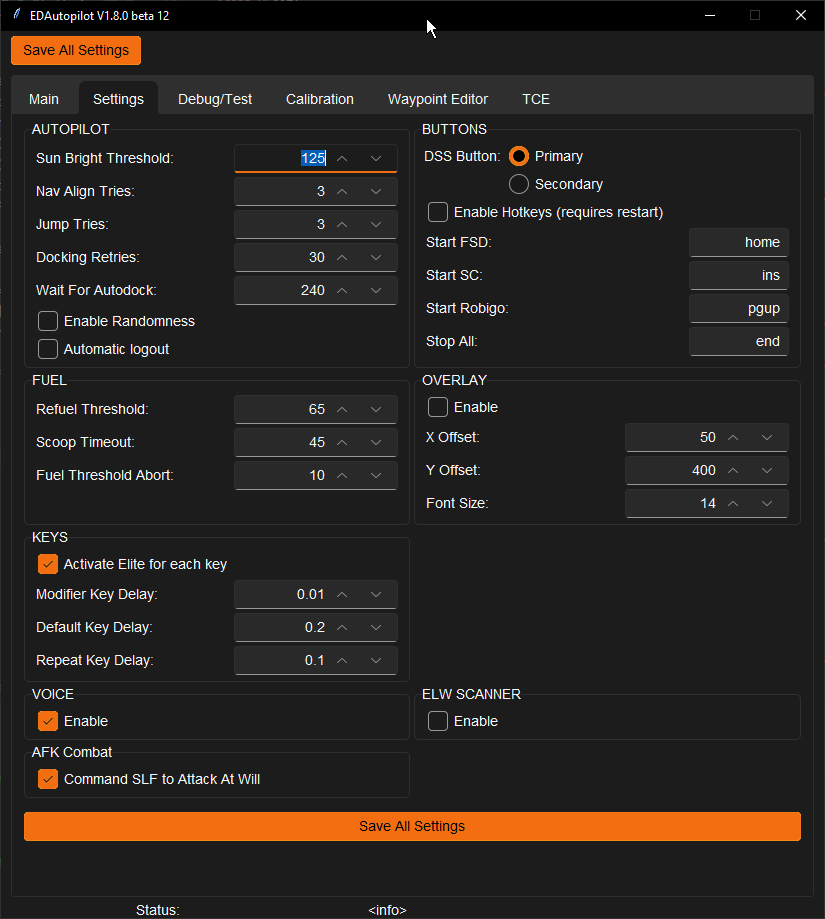 EDAutopilot V1.8.0 beta 12
Save All Settings
Main Settings Debug/Test Calibration Waypoint Editor TCE
AUTOPILOT
Sun Bright Threshold: 125
Nav Align Tries: 3
Jump Tries: 3
Docking Retries: 30
Wait For Autodock: 240
Enable Randomness
Automatic logout
BUTTONS
DSS Button: Primary
Secondary
Enable Hotkeys (requires restart)
Start FSD: home
Start SC: ins
Start Robigo: pgup
Stop All: end
FUEL
Refuel Threshold: 65
Scoop Timeout: 45
Fuel Threshold Abort: 10
OVERLAY
Enable
X Offset: 50
Y Offset: 400
Font Size: 14
KEYS
Activate Elite for each key
Modifier Key Delay: 0.01
Default Key Delay: 0.2
Repeat Key Delay: 0.1
VOICE
Enable
ELW SCANNER
Enable
AFK Combat
Command SLF to Attack At Will
Save All Settings
Status: <info>